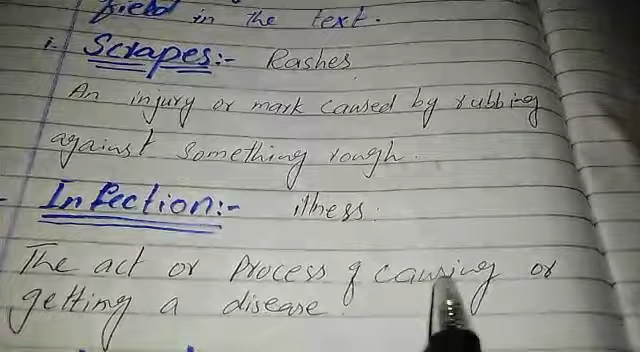 field in the text.
i. Scrapes:- Rashes
An injury or mark caused by rubbing
against something rough.
Infection:- illness.
The act or process of causing or
getting a disease.